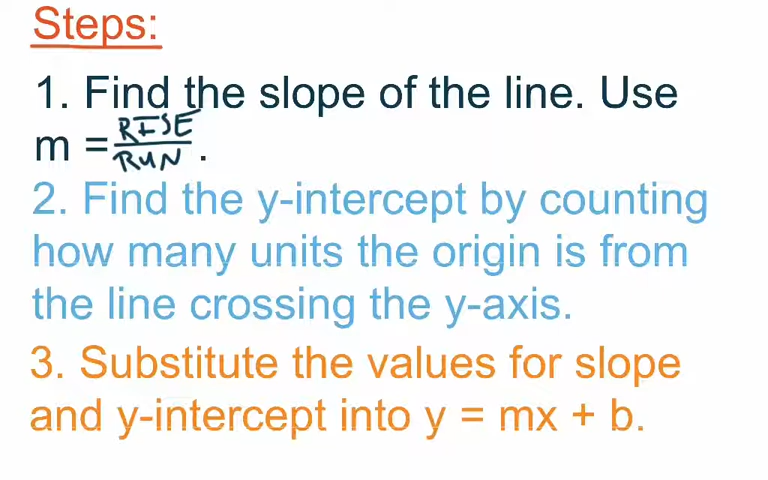 Steps:
1. Find the slope of the line. Use
m = RISE/RUN .
2. Find the y-intercept by counting
how many units the origin is from
the line crossing the y-axis.
3. Substitute the values for slope
and y-intercept into y = mx + b.